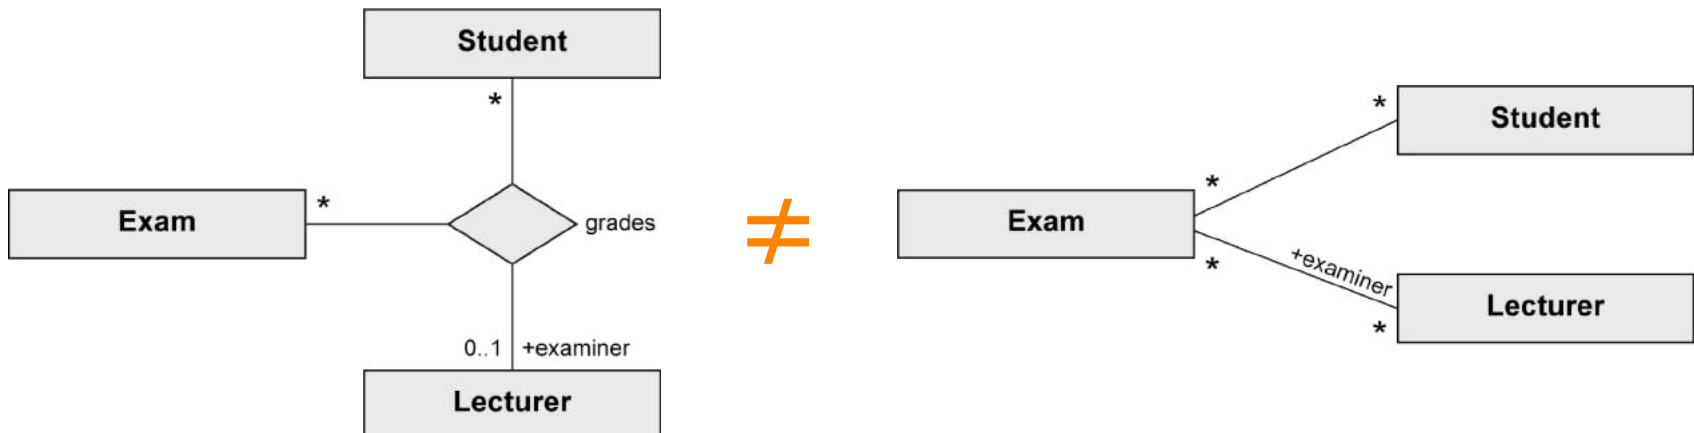 Student
*
Exam
*
grades
0..1 +examiner
Lecturer
≠
* Student
*
Exam
*
+examiner
Lecturer
*